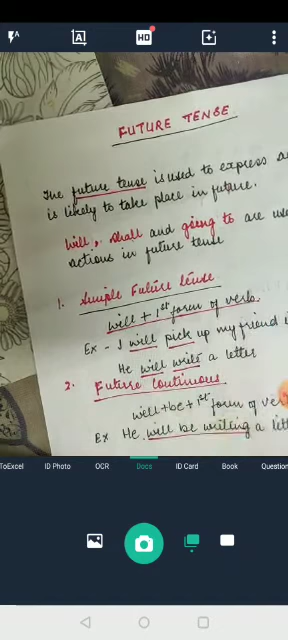 A
HD
FUTURE TENSE
The future tense is used to express
is likely to take place in future.
Will, shall and going to are
actions in future tense
1. Simple Future Tense
will + 1st form of verb.
Ex - I will pick up my friend
He will write a letter
2. Future Continuous
will+be+1st form of
Ex He will be writing a
ToExcel ID Photo OCR Docs ID Card Book Question